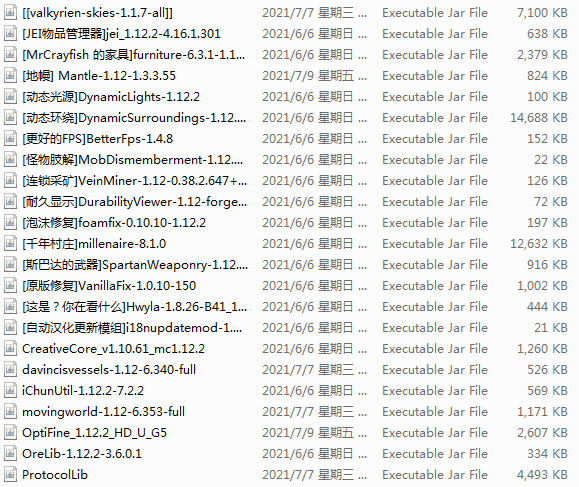 [[valkyrien-skies-1.1.7-all]] 2021/7/7 星期三 ... Executable Jar File 7,100 KB
[JEI物品管理器]jei_1.12.2-4.16.1.301 2021/6/6 星期日 ... Executable Jar File 638 KB
[MrCrayfish 的家具]furniture-6.3.1-1.1... 2021/6/6 星期日 ... Executable Jar File 2,379 KB
[地幔] Mantle-1.12-1.3.3.55 2021/7/9 星期五 ... Executable Jar File 824 KB
[动态光源]DynamicLights-1.12.2 2021/6/6 星期日 ... Executable Jar File 100 KB
[动态环绕]DynamicSurroundings-1.12.... 2021/6/6 星期日 ... Executable Jar File 14,688 KB
[更好的FPS]BetterFps-1.4.8 2021/6/6 星期日 ... Executable Jar File 152 KB
[怪物肢解]MobDismemberment-1.12.... 2021/6/6 星期日 ... Executable Jar File 22 KB
[连锁采矿]VeinMiner-1.12-0.38.2.647+... 2021/6/6 星期日 ... Executable Jar File 126 KB
[耐久显示]DurabilityViewer-1.12-forge... 2021/6/6 星期日 ... Executable Jar File 72 KB
[泡沫修复]foamfix-0.10.10-1.12.2 2021/6/6 星期日 ... Executable Jar File 197 KB
[千年村庄]millenaire-8.1.0 2021/6/6 星期日 ... Executable Jar File 12,632 KB
[斯巴达的武器]SpartanWeaponry-1.12.... 2021/6/6 星期日 ... Executable Jar File 916 KB
[原版修复]VanillaFix-1.0.10-150 2021/6/6 星期日 ... Executable Jar File 1,002 KB
[这是？你在看什么]Hwyla-1.8.26-B41_1... 2021/6/6 星期日 ... Executable Jar File 444 KB
[自动汉化更新模组]i18nupdatemod-1.... 2021/6/6 星期日 ... Executable Jar File 21 KB
CreativeCore_v1.10.61_mc1.12.2 2021/6/6 星期日 ... Executable Jar File 1,260 KB
davincisvessels-1.12-6.340-full 2021/7/7 星期三 ... Executable Jar File 526 KB
iChunUtil-1.12.2-7.2.2 2021/6/6 星期日 ... Executable Jar File 569 KB
movingworld-1.12-6.353-full 2021/7/7 星期三 ... Executable Jar File 1,171 KB
OptiFine_1.12.2_HD_U_G5 2021/7/9 星期五 ... Executable Jar File 2,607 KB
OreLib-1.12.2-3.6.0.1 2021/6/6 星期日 ... Executable Jar File 334 KB
ProtocolLib 2021/7/7 星期三 ... Executable Jar File 4,493 KB